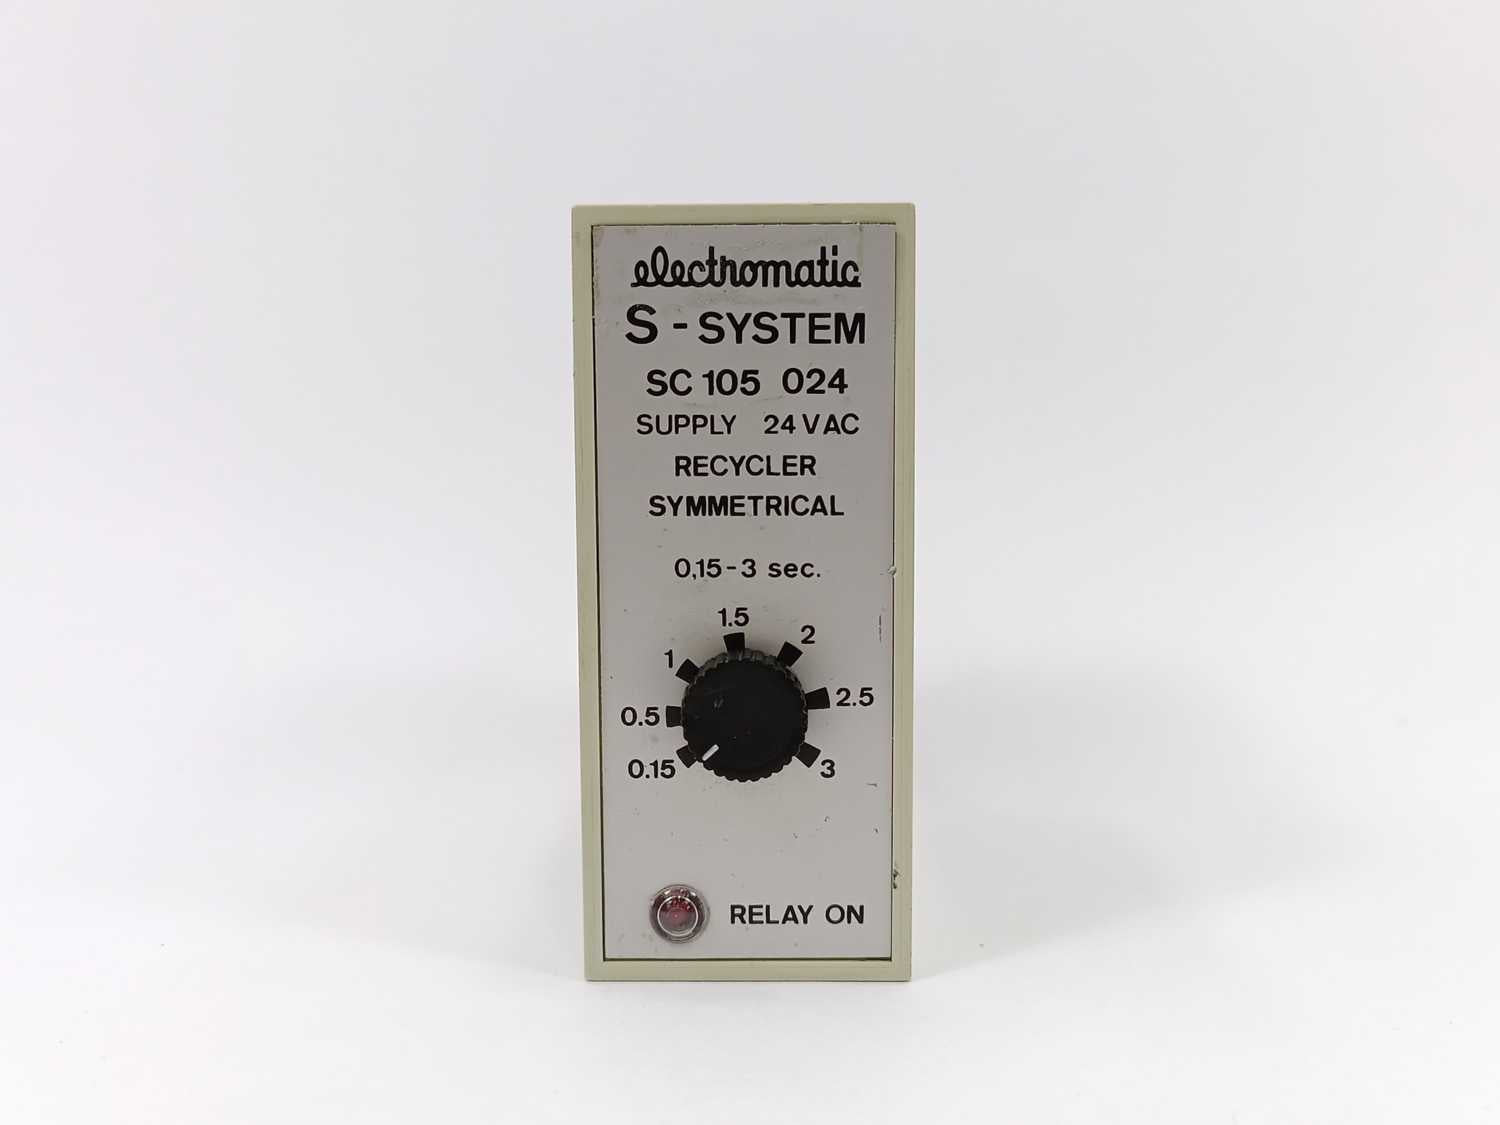 electromatic
S - SYSTEM
SC 105 024
SUPPLY 24 VAC
RECYCLER
SYMMETRICAL
0,15 - 3 sec.
1.5
2
1
2.5
0.5
0.15
3
RELAY ON